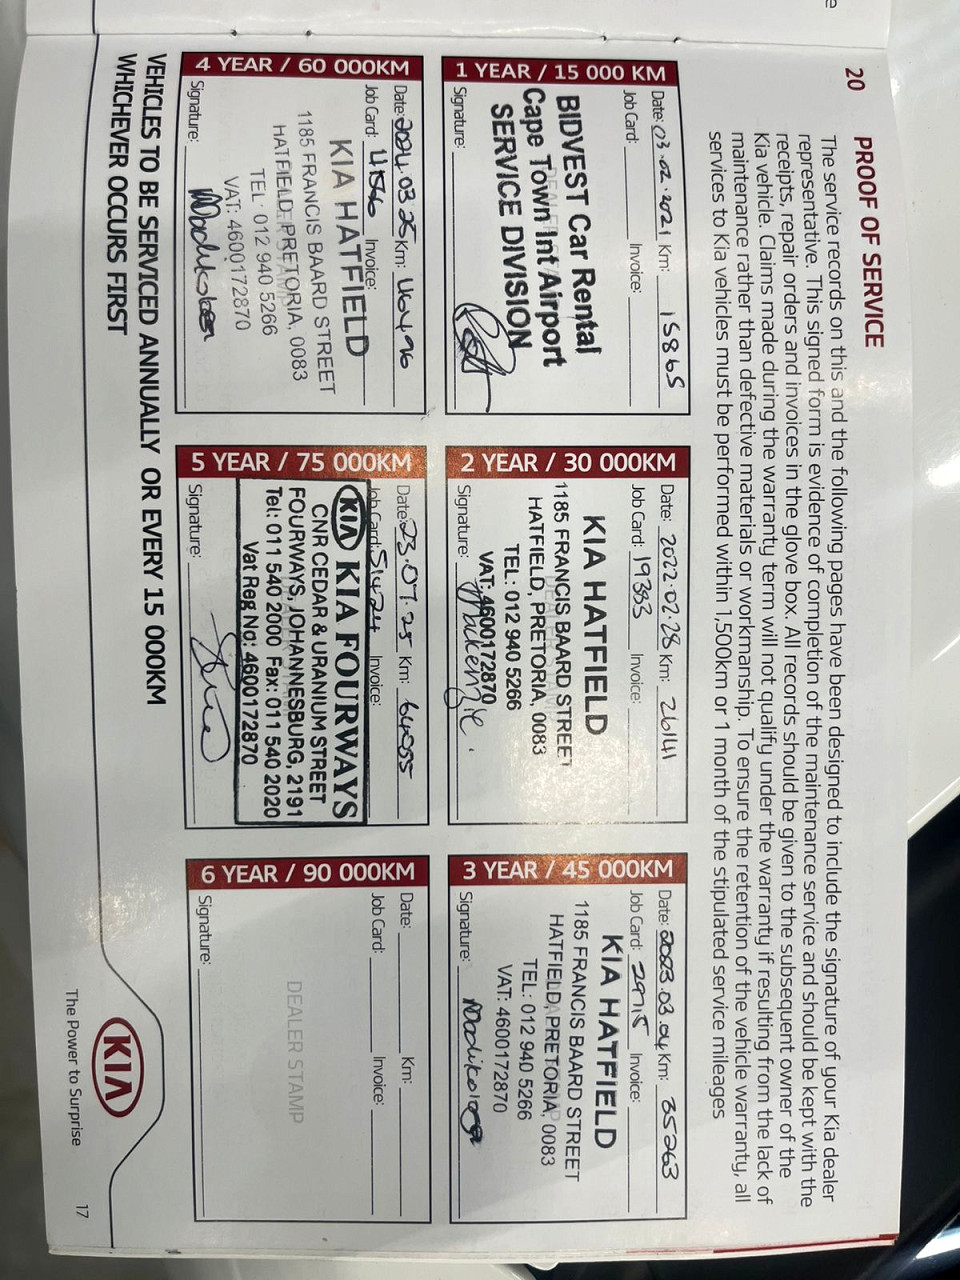 20
PROOF OF SERVICE
The service records on this and the following pages have been designed to include the signature of your Kia dealer
representative. This signed form is evidence of completion of the maintenance service and should be kept with the
receipts, repair orders and invoices in the glove box. All records should be given to the subsequent owner of the
Kia vehicle. Claims made during the warranty term will not qualify under the warranty if resulting from the lack of
maintenance rather than defective materials or workmanship. To ensure the retention of the vehicle warranty, all
services to Kia vehicles must be performed within 1,500km or 1 month of the stipulated service mileages
1 YEAR / 15 000 KM
Date: 03.02.2021 Km: 15865
Job Card: Invoice:
BIDVEST Car Rental
Cape Town Int Airport
SERVICE DIVISION
Signature:
2 YEAR / 30 000KM
Date: 2022.02.28 Km: 26141
Job Card: 19393 Invoice:
KIA HATFIELD
1185 FRANCIS BAARD STREET
HATFIELD, PRETORIA, 0083
TEL: 012 940 5266
VAT: 4600172870
Signature:
3 YEAR / 45 000KM
Date: 2023.03.04 Km: 35263
Job Card: 29715 Invoice:
KIA HATFIELD
1185 FRANCIS BAARD STREET
HATFIELD, PRETORIA, 0083
TEL: 012 940 5266
VAT: 4600172870
Signature:
4 YEAR / 60 000KM
Date: 2024.03.25 Km: 46496
Job Card: 41566 Invoice:
KIA HATFIELD
1185 FRANCIS BAARD STREET
HATFIELD, PRETORIA, 0083
TEL: 012 940 5266
VAT: 4600172870
Signature:
5 YEAR / 75 000KM
Date: 23.07.25 Km:
Job Card: Invoice:
KIA KIA FOURWAYS
CNR CEDAR & URANIUM STREET
FOURWAYS, JOHANNESBURG, 2191
Tel: 011 540 2000 Fax: 011 540 2020
Vat Reg No: 4600172870
Signature:
6 YEAR / 90 000KM
Date: Km:
Job Card: Invoice:
DEALER STAMP
Signature:
VEHICLES TO BE SERVICED ANNUALLY OR EVERY 15 000KM
WHICHEVER OCCURS FIRST
KIA
The Power to Surprise
17